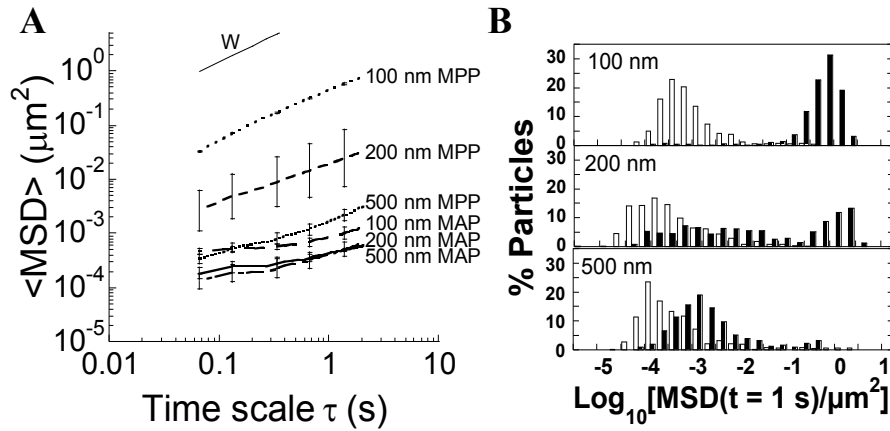 A
<MSD> (µm²)
10⁰
10⁻¹
10⁻²
10⁻³
10⁻⁴
10⁻⁵
W
100 nm MPP
200 nm MPP
500 nm MPP
100 nm MAP
200 nm MAP
500 nm MAP
0.01
0.1
1
10
Time scale τ (s)
B
% Particles
100 nm
30
20
10
0
200 nm
30
20
10
0
500 nm
30
20
10
0
-5
-4
-3
-2
-1
0
1
Log₁₀[MSD(t = 1 s)/µm²]